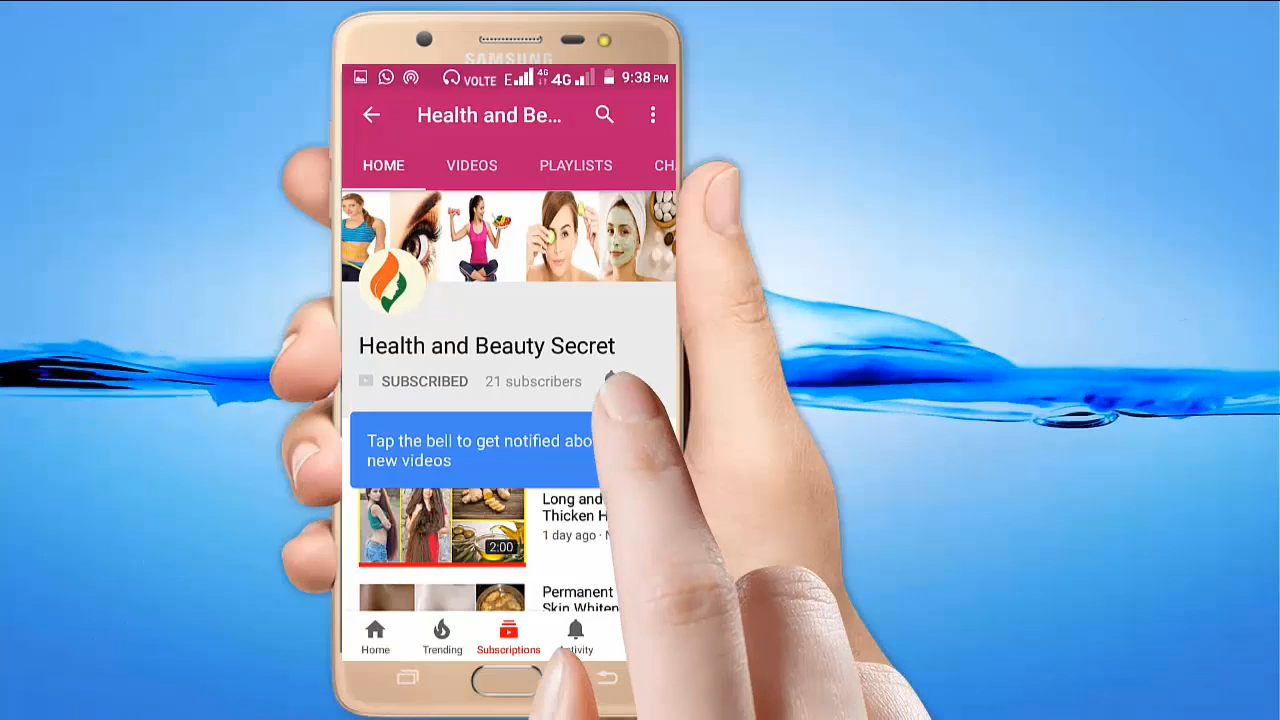 SAMSUNG
VOLTE E 4G 4G 9:38 PM
Health and Be...
HOME VIDEOS PLAYLISTS CH
Health and Beauty Secret
SUBSCRIBED 21 subscribers
Tap the bell to get notified abo
new videos
Long and
Thicken H
1 day ago · N
2:00
Permanent
Skin Whiten
Home Trending Subscriptions Activity